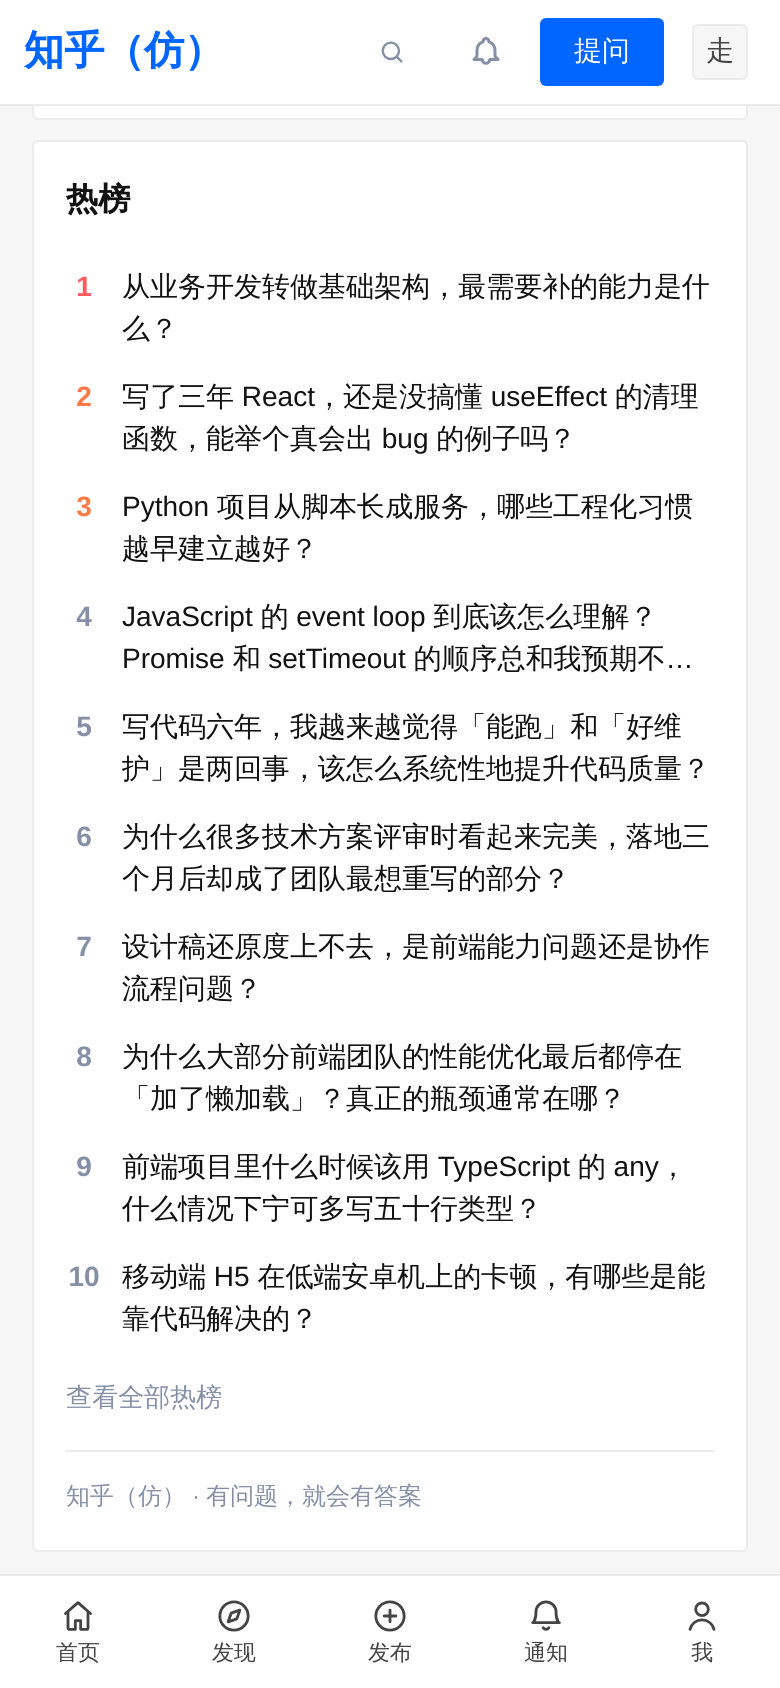 知乎（仿）
提问
走
热榜
1 从业务开发转做基础架构，最需要补的能力是什
么？
2 写了三年 React，还是没搞懂 useEffect 的清理
函数，能举个真会出 bug 的例子吗？
3 Python 项目从脚本长成服务，哪些工程化习惯
越早建立越好？
4 JavaScript 的 event loop 到底该怎么理解？
Promise 和 setTimeout 的顺序总和我预期不…
5 写代码六年，我越来越觉得「能跑」和「好维
护」是两回事，该怎么系统性地提升代码质量？
6 为什么很多技术方案评审时看起来完美，落地三
个月后却成了团队最想重写的部分？
7 设计稿还原度上不去，是前端能力问题还是协作
流程问题？
8 为什么大部分前端团队的性能优化最后都停在
「加了懒加载」？真正的瓶颈通常在哪？
9 前端项目里什么时候该用 TypeScript 的 any，
什么情况下宁可多写五十行类型？
10 移动端 H5 在低端安卓机上的卡顿，有哪些是能
靠代码解决的？
查看全部热榜
知乎（仿） · 有问题，就会有答案
首页 发现 发布 通知 我